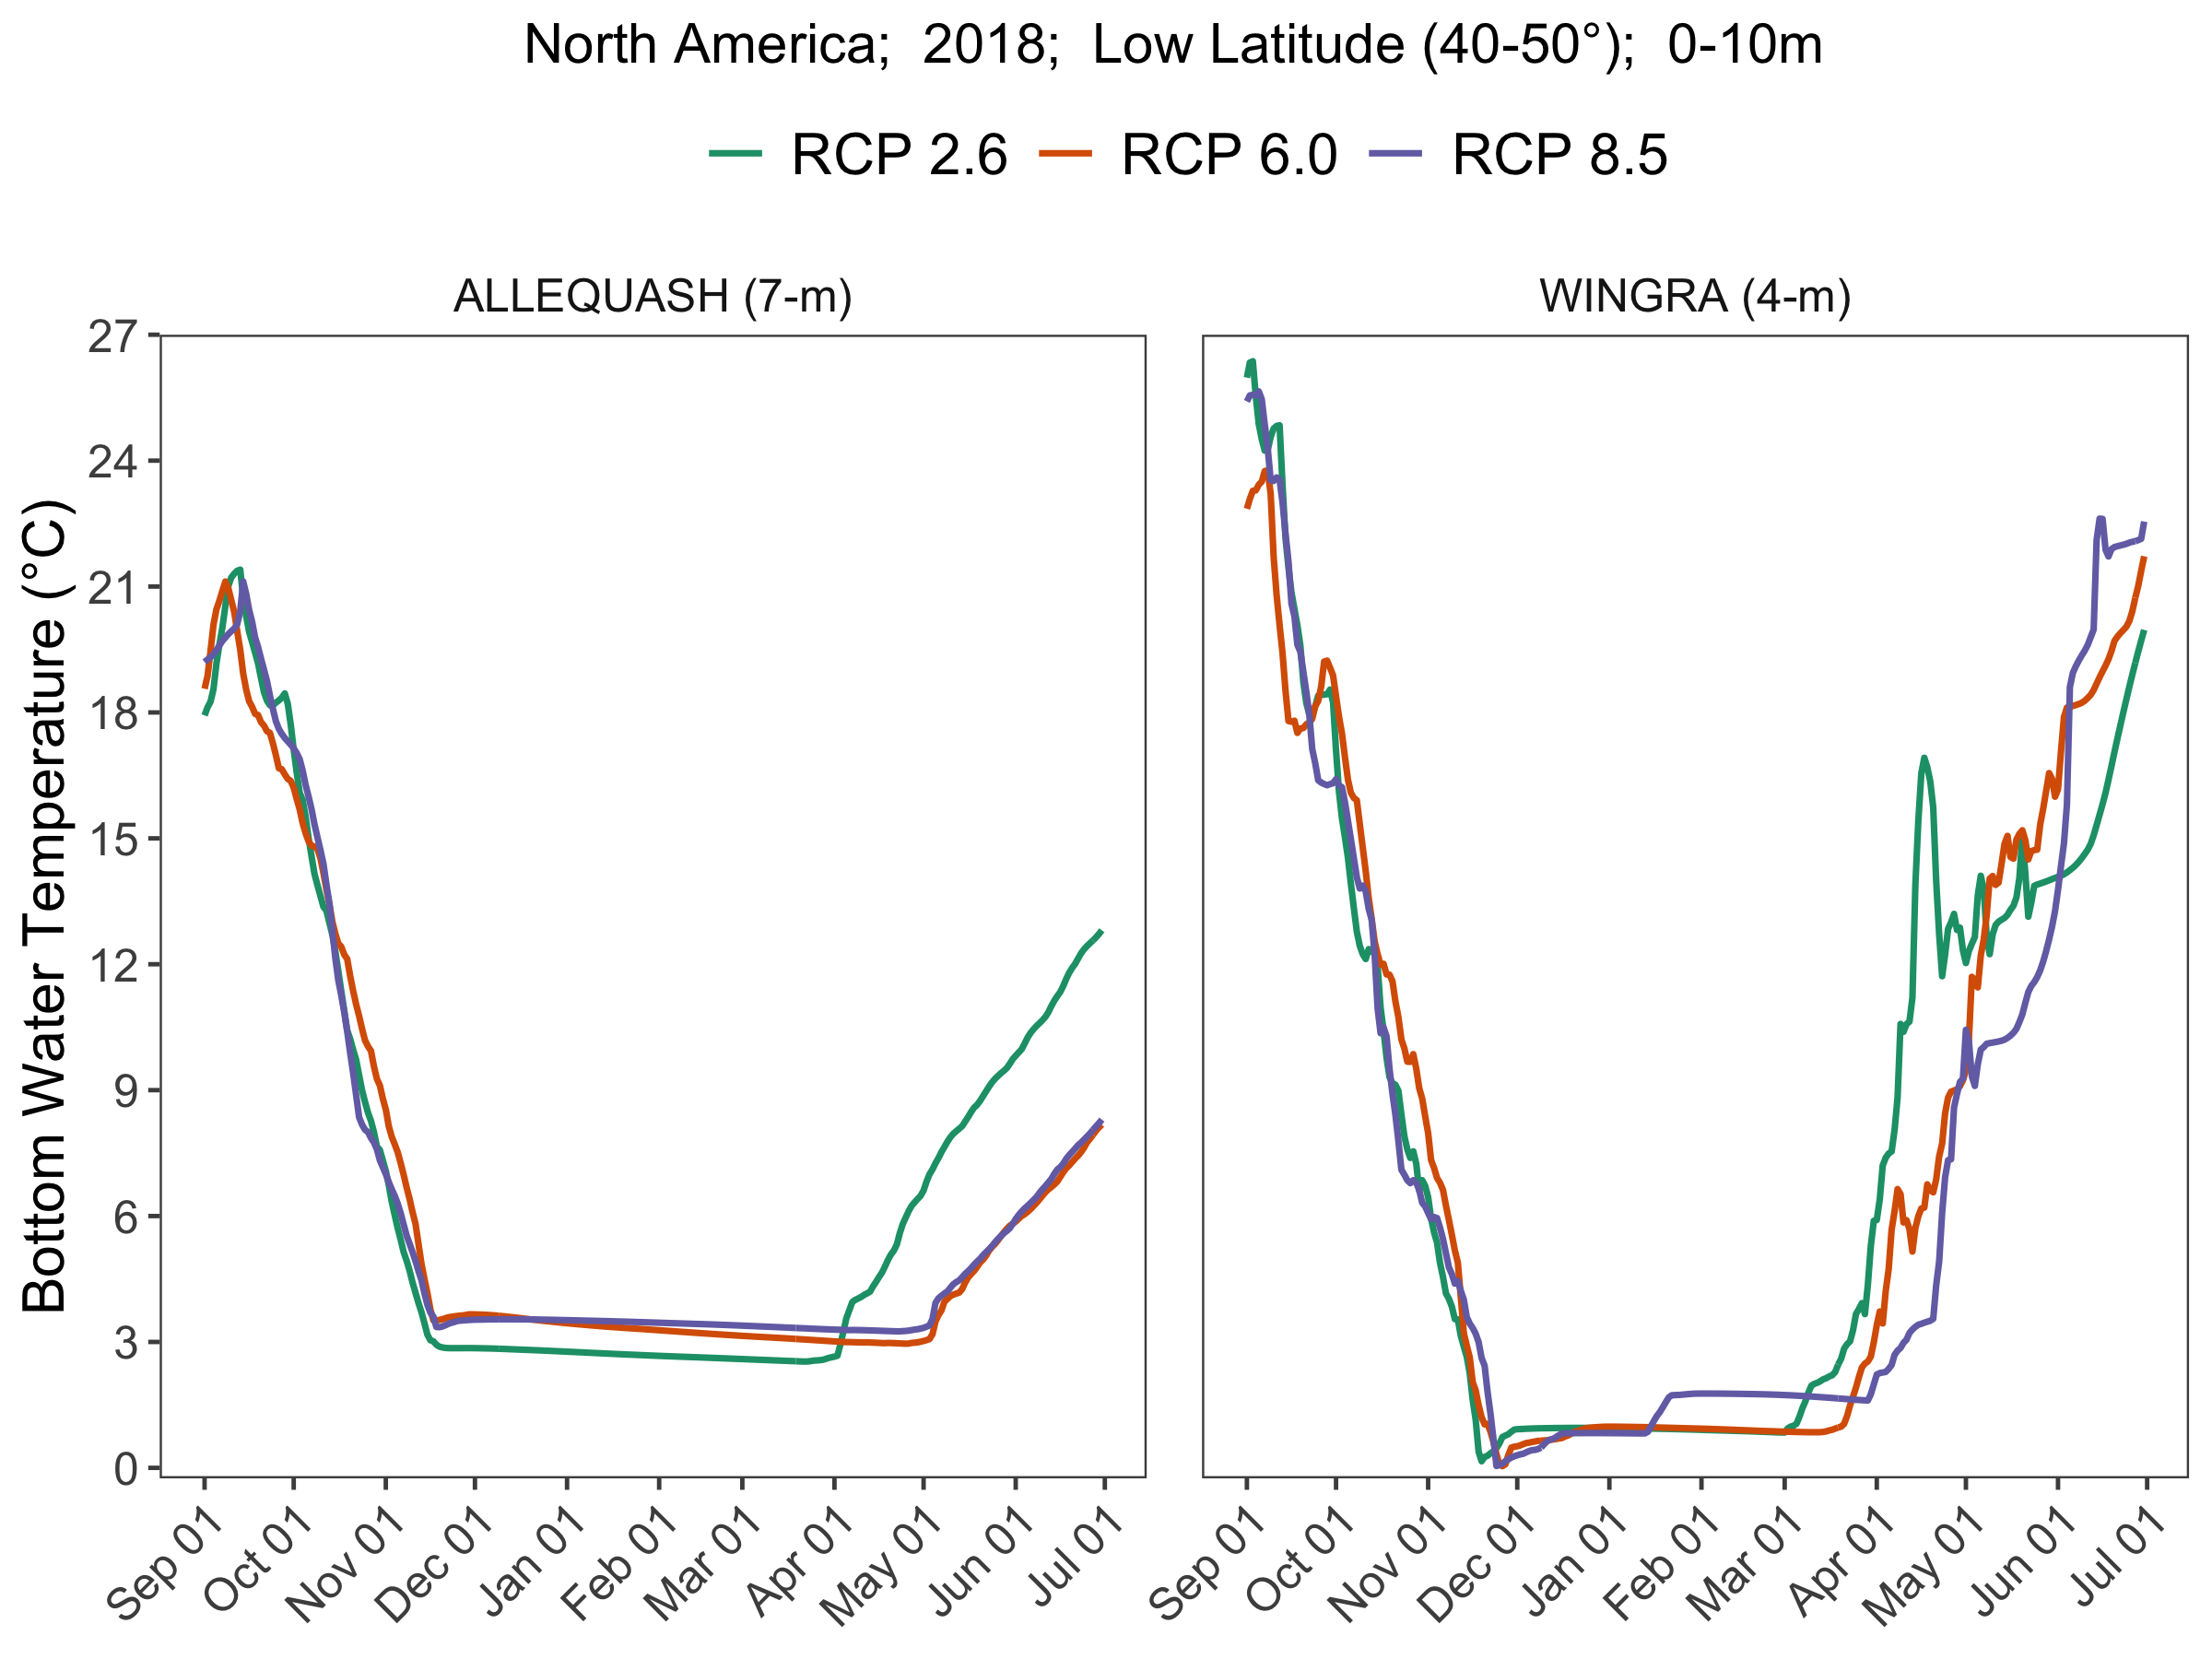 North America;  2018;  Low Latitude (40-50°);  0-10m
RCP 2.6 RCP 6.0 RCP 8.5
ALLEQUASH (7-m) WINGRA (4-m)
Bottom Water Temperature (°C)
27
24
21
18
15
12
9
6
3
0
Sep 01 Oct 01 Nov 01 Dec 01 Jan 01 Feb 01 Mar 01 Apr 01 May 01 Jun 01 Jul 01
Sep 01 Oct 01 Nov 01 Dec 01 Jan 01 Feb 01 Mar 01 Apr 01 May 01 Jun 01 Jul 01